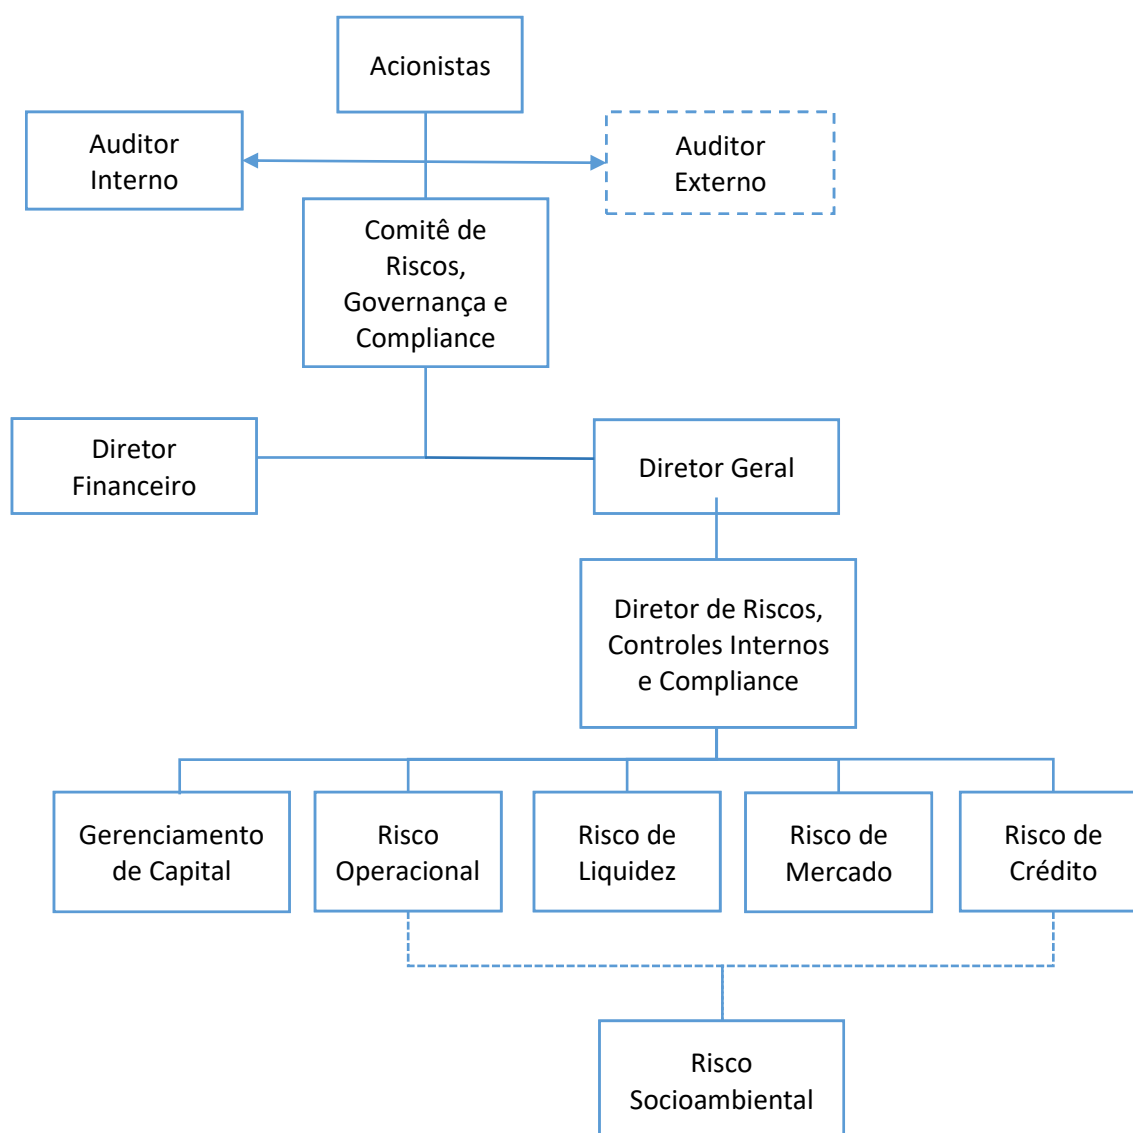 Acionistas
Auditor
Interno
Auditor
Externo
Comitê de
Riscos,
Governança e
Compliance
Diretor
Financeiro
Diretor Geral
Diretor de Riscos,
Controles Internos
e Compliance
Gerenciamento
de Capital
Risco
Operacional
Risco de
Liquidez
Risco de
Mercado
Risco de
Crédito
Risco
Socioambiental